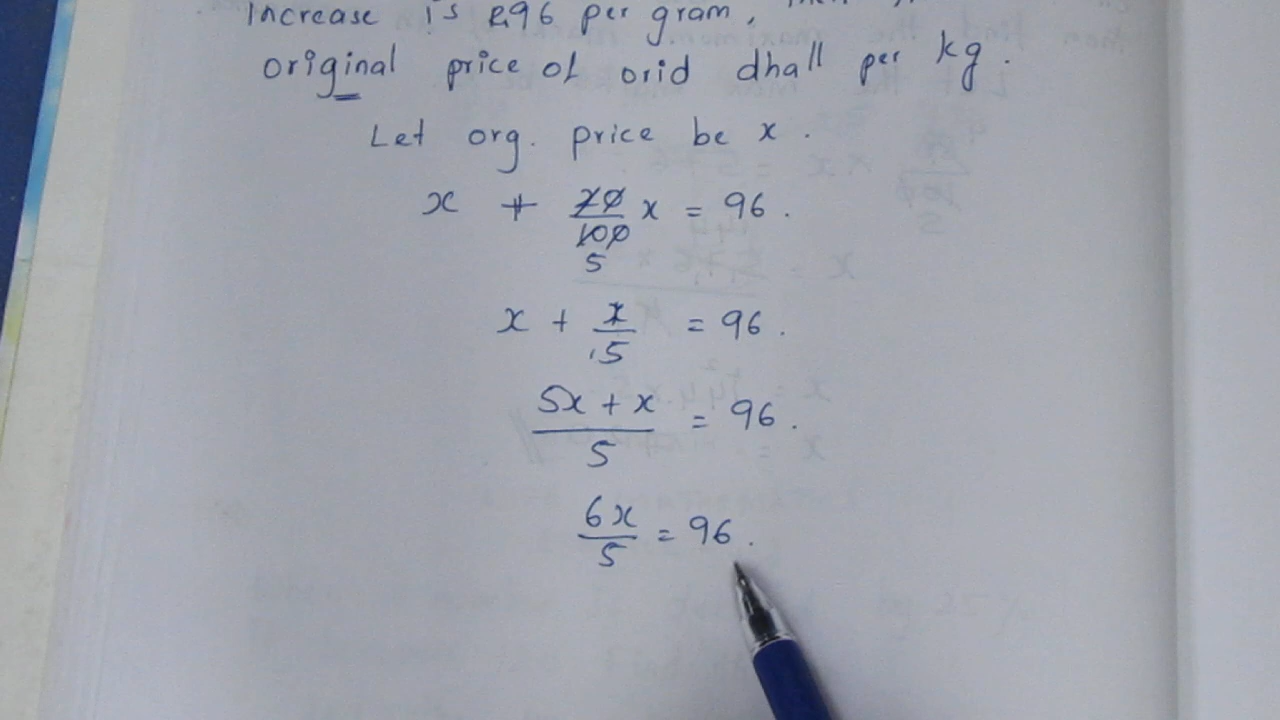 increase is ₹96 per gram,
original price of orid dhall per kg.
Let org. price be x.
x + 20/100 x = 96.
5
x + x/5 = 96.
5x + x / 5 = 96.
6x/5 = 96.